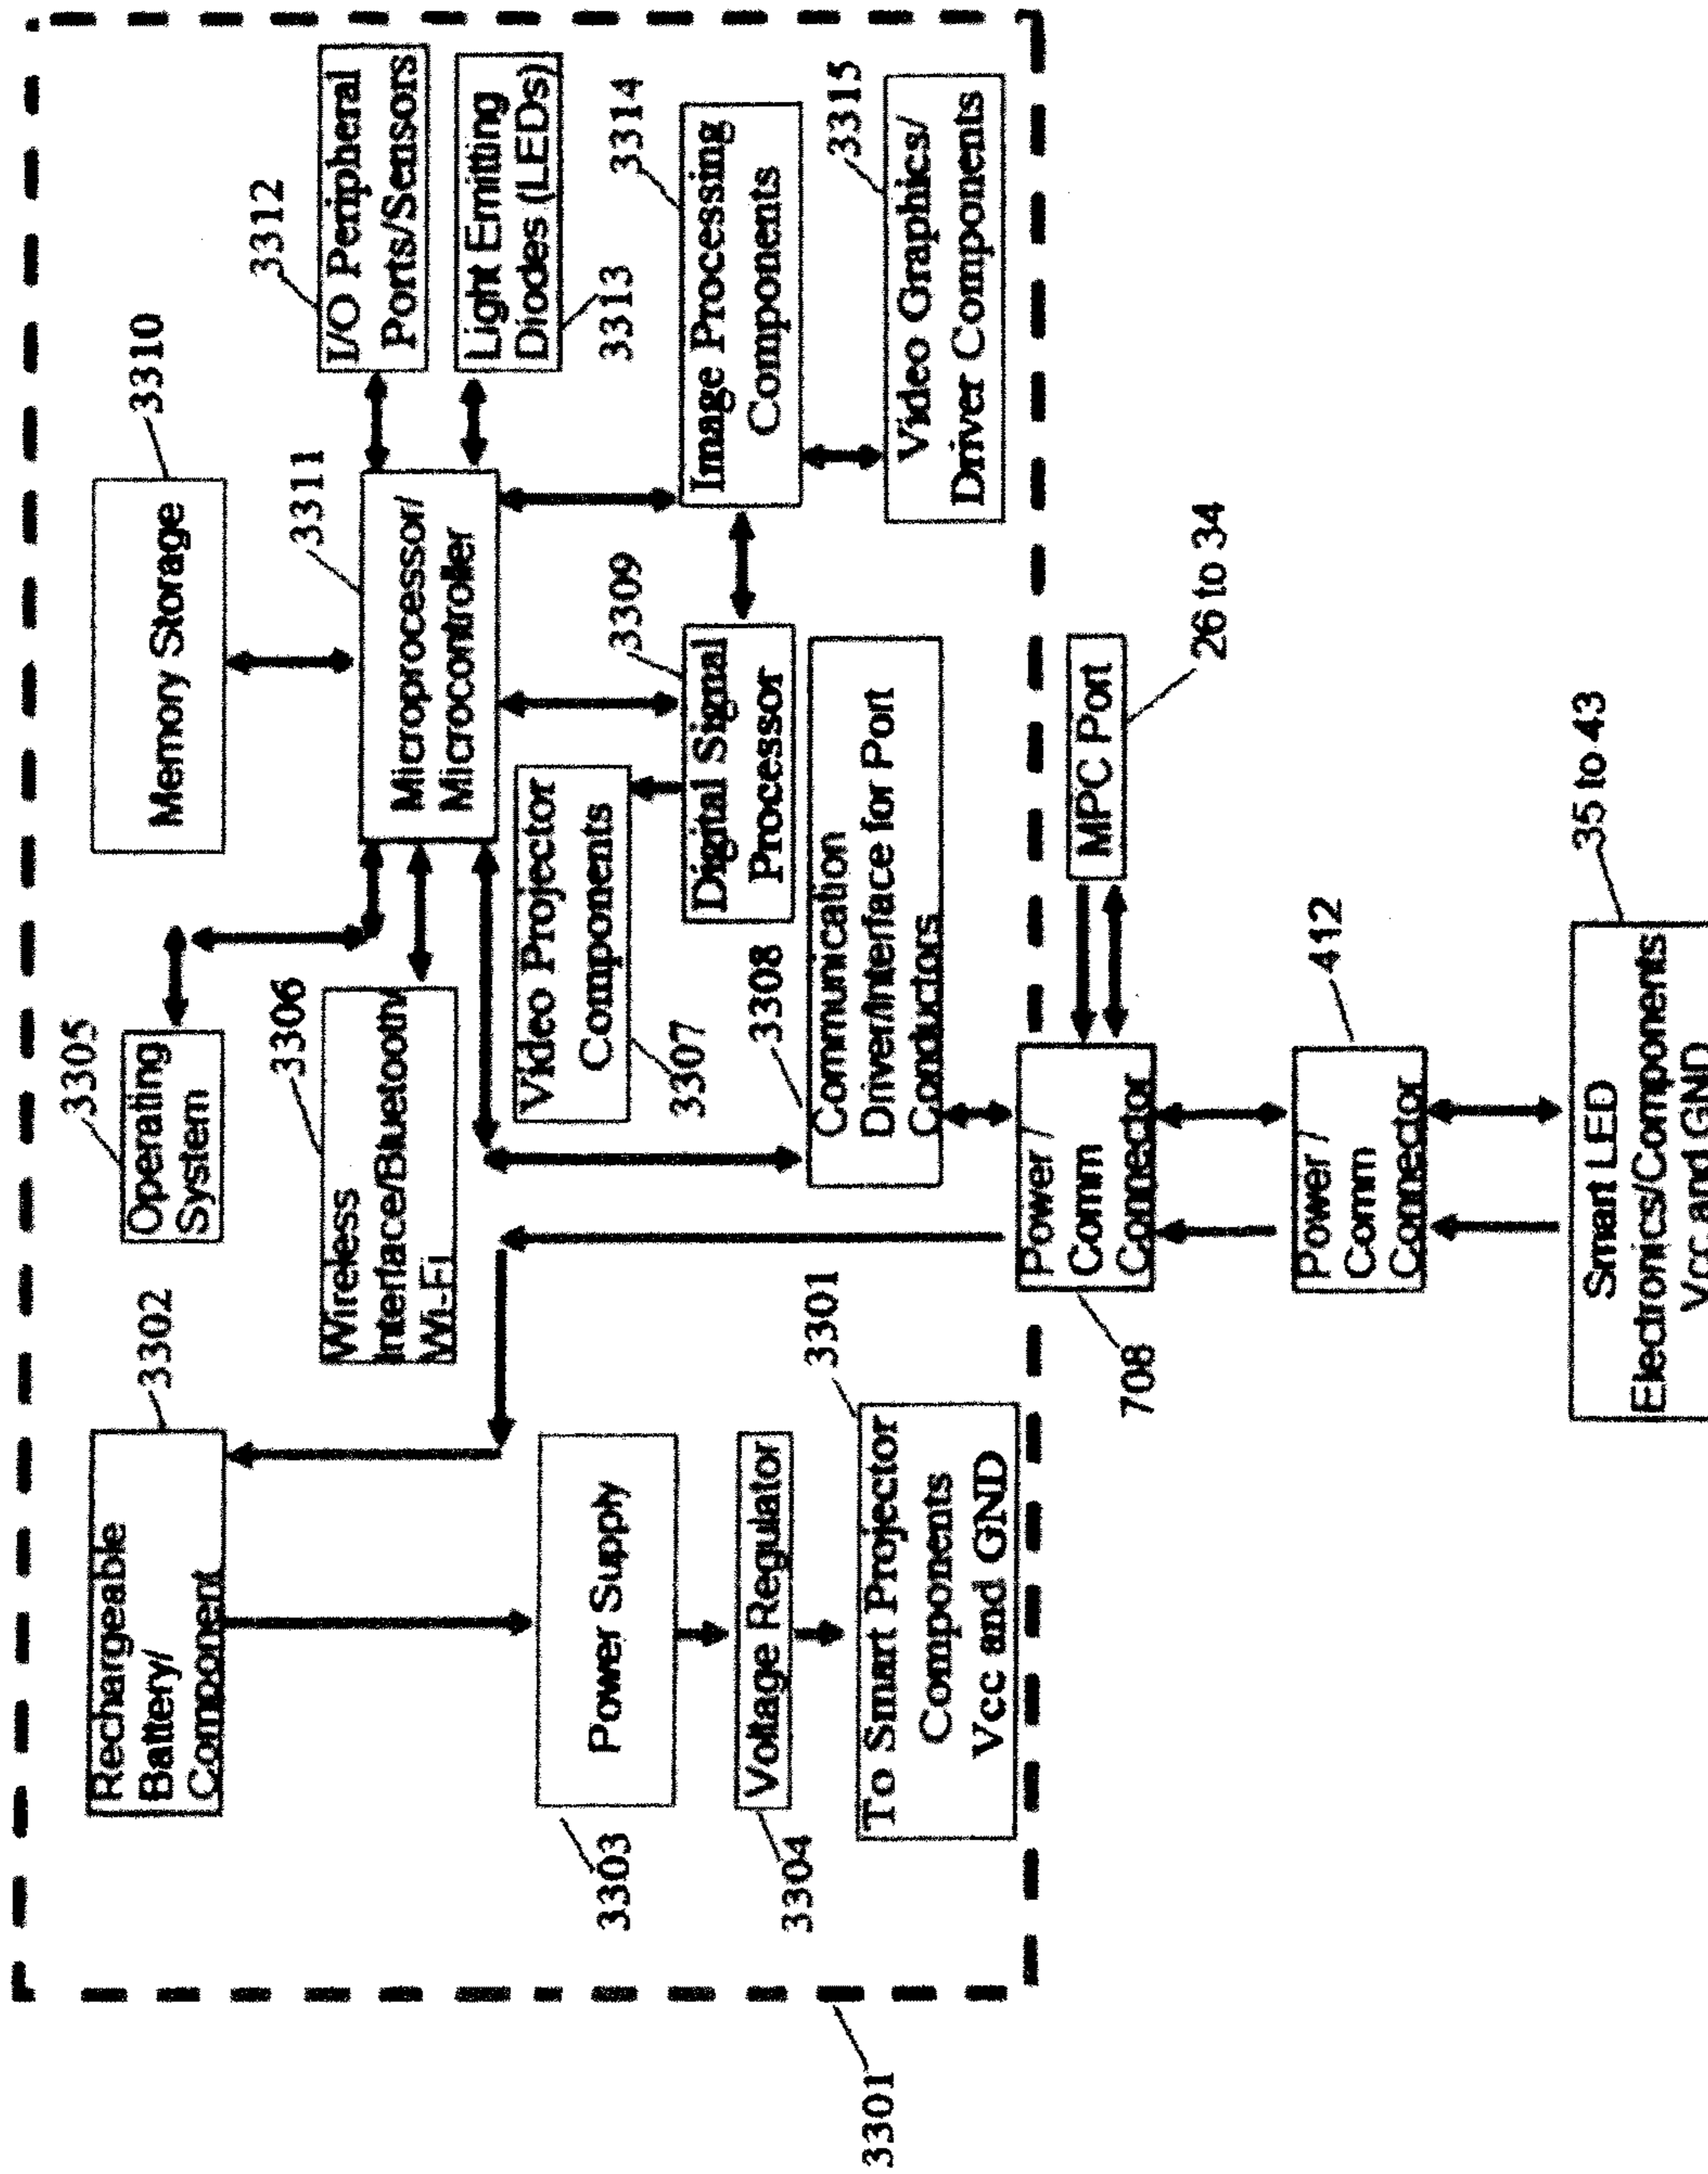 3301
Rechargeable
Battery/
Component
3302
3303
Power Supply
3304
Voltage Regulator
3301
To Smart Projector
Components
Vcc and GND
3305
Operating
System
3306
Wireless
Interface/Bluetooth/
Wi-Fi
Video Projector
Components
3307
3308
Communication
Driver/Interface for Port
Conductors
3309
Digital Signal
Processor
Memory Storage
3310
3311
Microprocessor/
Microcontroller
3312
I/O Peripheral
Ports/Sensors
Light Emitting
Diodes (LEDs)
3313
3314
Image Processing
Components
3315
Video Graphics/
Driver Components
708
Power /
Comm
Connector
MPC Port
26 to 34
412
Power /
Comm
Connector
35 to 43
Smart LED
Electronics/Components
Vcc and GND